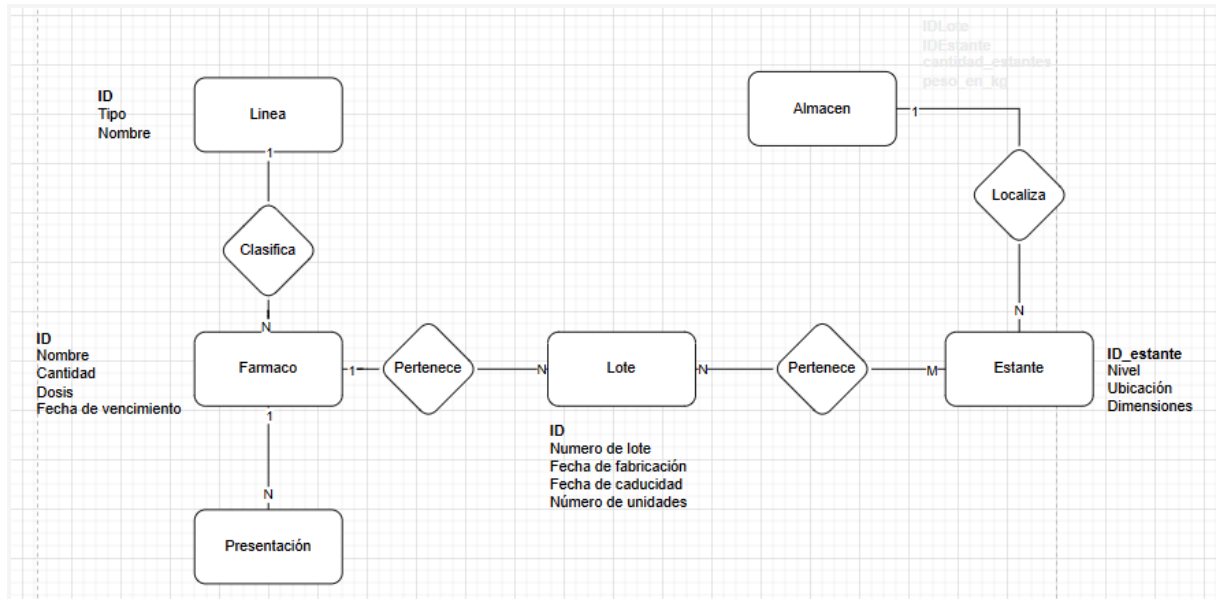 IDLote
IDEstante
cantidad_estantes
peso_en_kg
ID
Tipo
Nombre
Linea
1
Almacen
1
Clasifica
Localiza
N
N
ID
Nombre
Cantidad
Dosis
Fecha de vencimiento
Farmaco
1
Pertenece
N
Lote
N
Pertenece
M
Estante
ID_estante
Nivel
Ubicación
Dimensiones
1
ID
Numero de lote
Fecha de fabricación
Fecha de caducidad
Número de unidades
N
Presentación